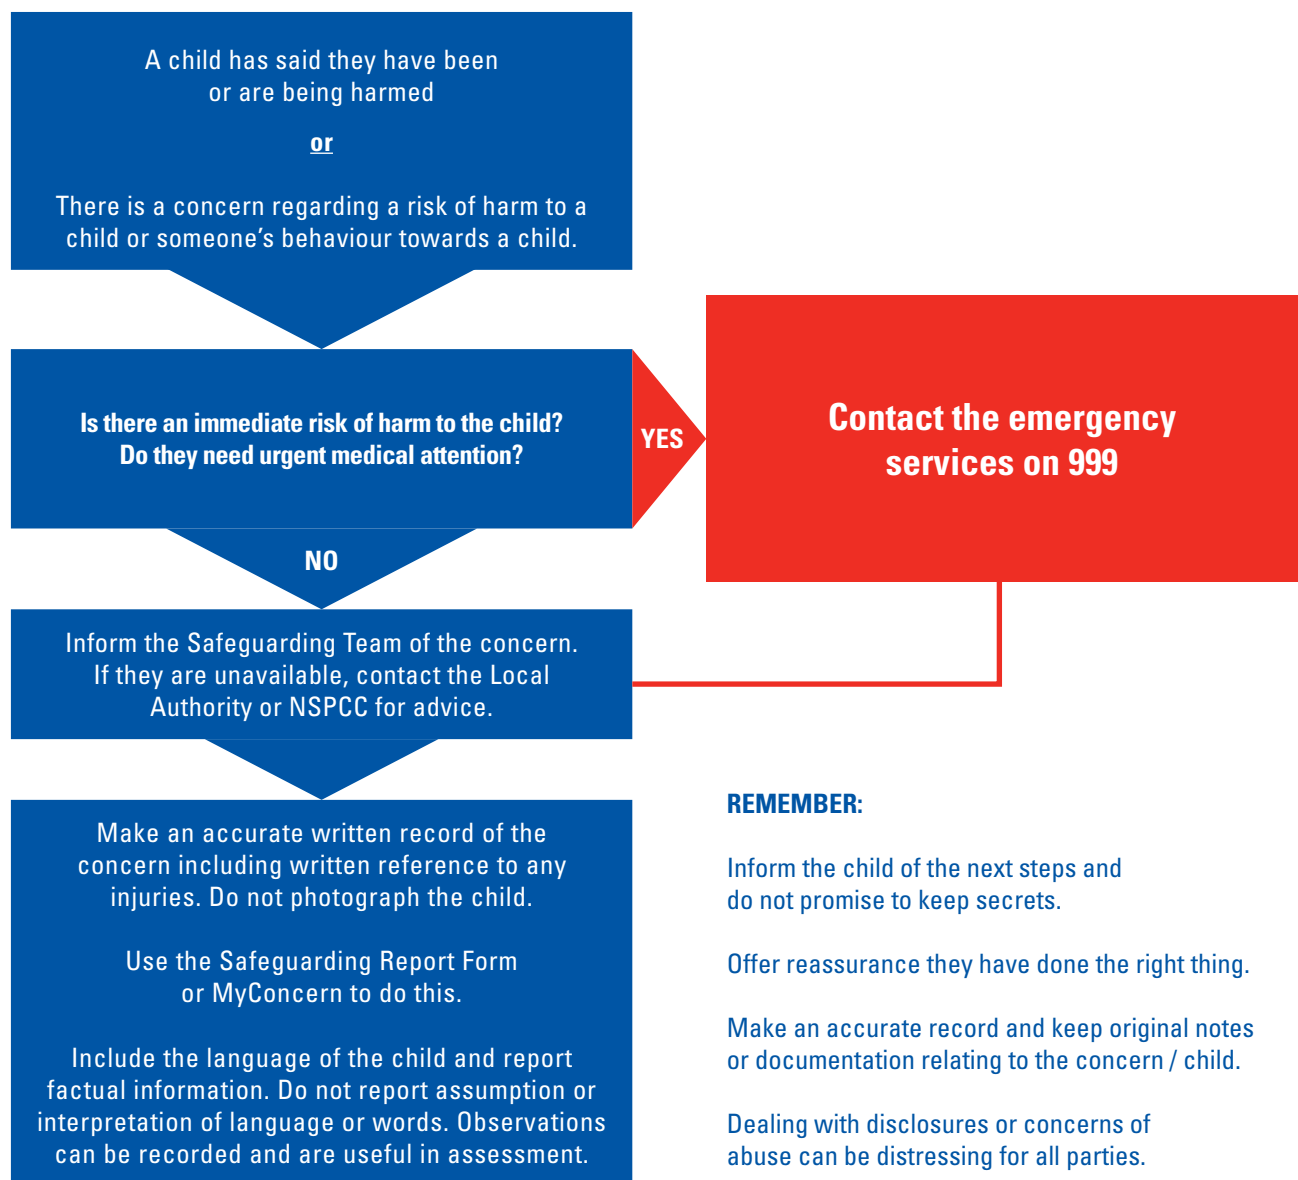 A child has said they have been
or are being harmed
or
There is a concern regarding a risk of harm to a
child or someone’s behaviour towards a child.
Is there an immediate risk of harm to the child?
Do they need urgent medical attention?
YES
Contact the emergency
services on 999
NO
Inform the Safeguarding Team of the concern.
If they are unavailable, contact the Local
Authority or NSPCC for advice.
Make an accurate written record of the
concern including written reference to any
injuries. Do not photograph the child.
Use the Safeguarding Report Form
or MyConcern to do this.
Include the language of the child and report
factual information. Do not report assumption or
interpretation of language or words. Observations
can be recorded and are useful in assessment.
REMEMBER:
Inform the child of the next steps and
do not promise to keep secrets.
Offer reassurance they have done the right thing.
Make an accurate record and keep original notes
or documentation relating to the concern / child.
Dealing with disclosures or concerns of
abuse can be distressing for all parties.